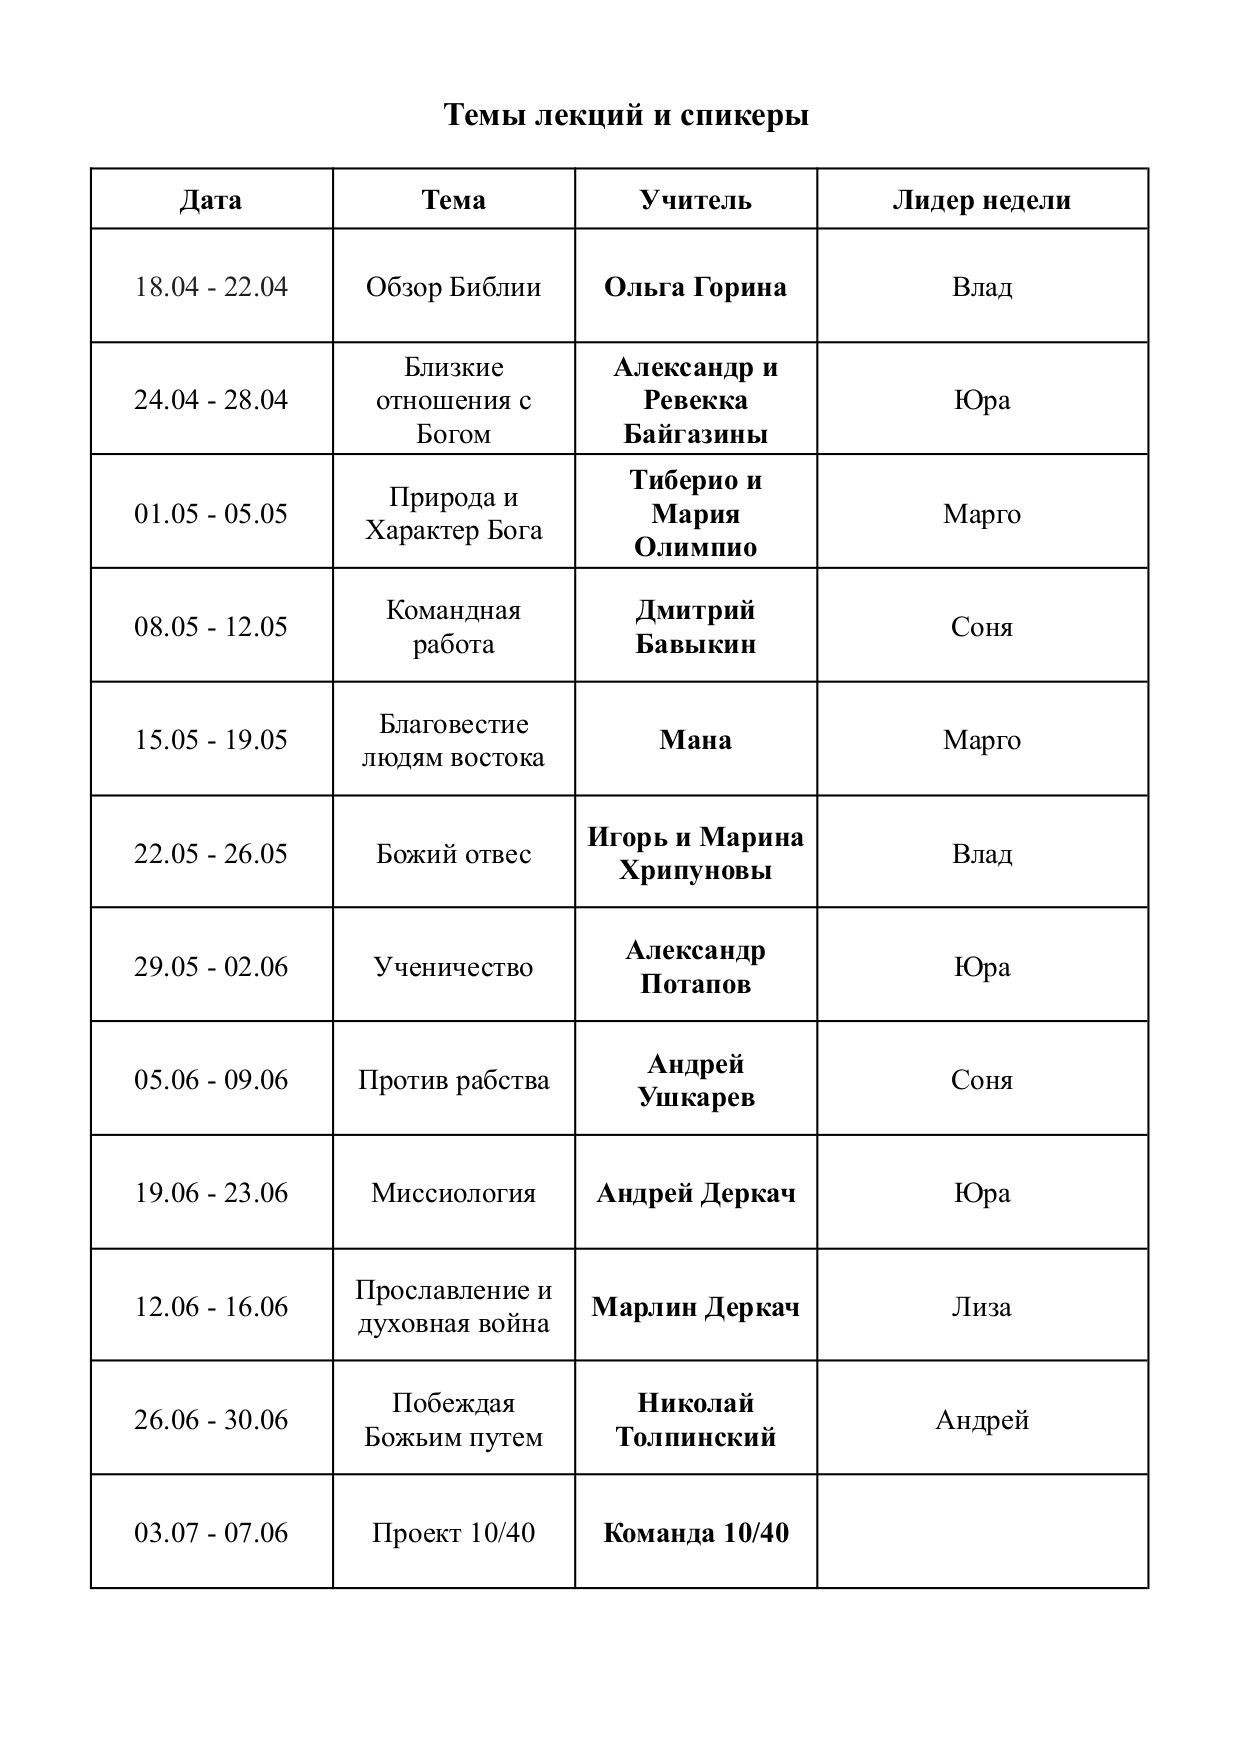 Темы лекций и спикеры
Дата Тема Учитель Лидер недели
18.04 - 22.04 Обзор Библии Ольга Горина Влад
24.04 - 28.04
Близкие
отношения с
Богом
Александр и
Ревекка
Байгазины
Юра
01.05 - 05.05
Природа и
Характер Бога
Тиберио и
Мария
Олимпио
Марго
08.05 - 12.05
Командная
работа
Дмитрий
Бавыкин
Соня
15.05 - 19.05
Благовестие
людям востока
Мана
Марго
22.05 - 26.05
Божий отвес
Игорь и Марина
Хрипуновы
Влад
29.05 - 02.06
Ученичество
Александр
Потапов
Юра
05.06 - 09.06
Против рабства
Андрей
Ушкарев
Соня
19.06 - 23.06 Миссиология Андрей Деркач Юра
12.06 - 16.06
Прославление и
духовная война
Марлин Деркач
Лиза
26.06 - 30.06
Побеждая
Божьим путем
Николай
Толпинский
Андрей
03.07 - 07.06 Проект 10/40 Команда 10/40